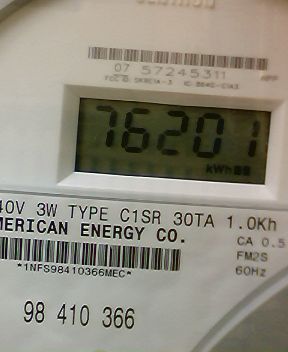 07 57245311
76201
kWh
40V 3W TYPE C1SR 30TA 1.0Kh
MERICAN ENERGY CO.
CA 0.5
*1NFS98410366MEC*
FM2S
60Hz
98 410 366